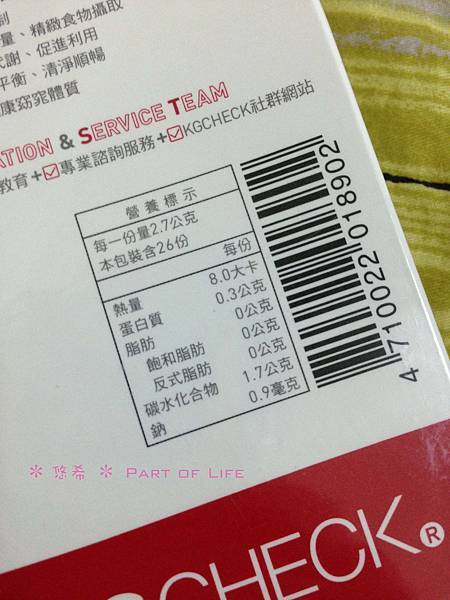 量、精緻食物攝取
代謝、促進利用
平衡、清淨順暢
康窈窕體質
ATION & SERVICE TEAM
教育+專業諮詢服務+KGCHECK社群網站
營養標示
每一份量2.7公克
本包裝含26份
每份
熱量 8.0大卡
蛋白質 0.3公克
脂肪 0公克
飽和脂肪 0公克
反式脂肪 0公克
碳水化合物 1.7公克
鈉 0.9毫克
4 710022 018902
＊ 悠希 ＊ PART OF LIFE
GCHECK®